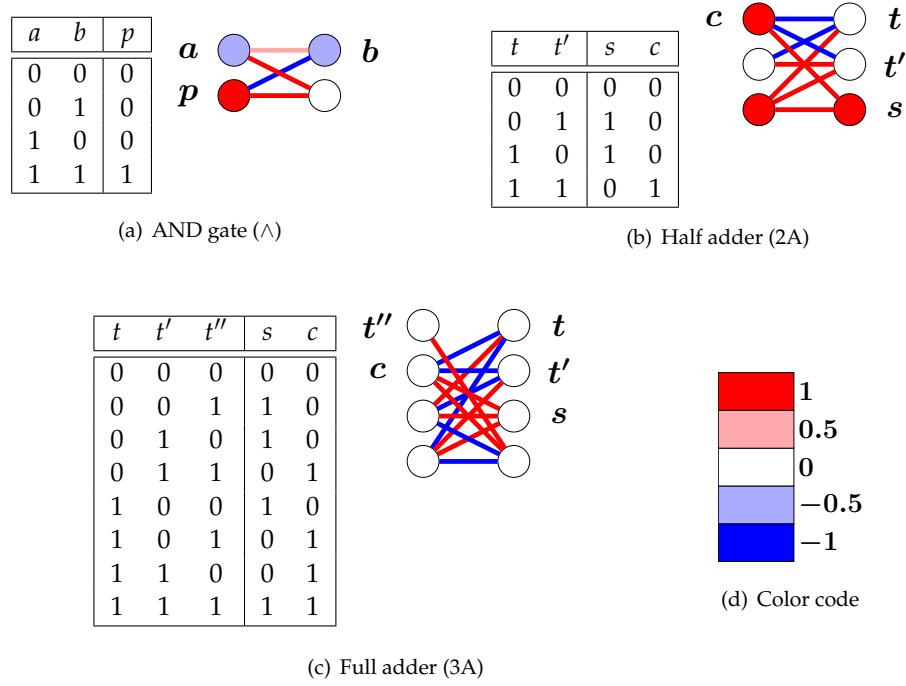 a b p
0 0 0
0 1 0
1 0 0
1 1 1
a b
p
(a) AND gate (∧)
t t′ s c
0 0 0 0
0 1 1 0
1 0 1 0
1 1 0 1
c t
t′
s
(b) Half adder (2A)
t t′ t″ s c
0 0 0 0 0
0 0 1 1 0
0 1 0 1 0
0 1 1 0 1
1 0 0 1 0
1 0 1 0 1
1 1 0 0 1
1 1 1 1 1
t″ t
c t′
s
(c) Full adder (3A)
1
0.5
0
−0.5
−1
(d) Color code